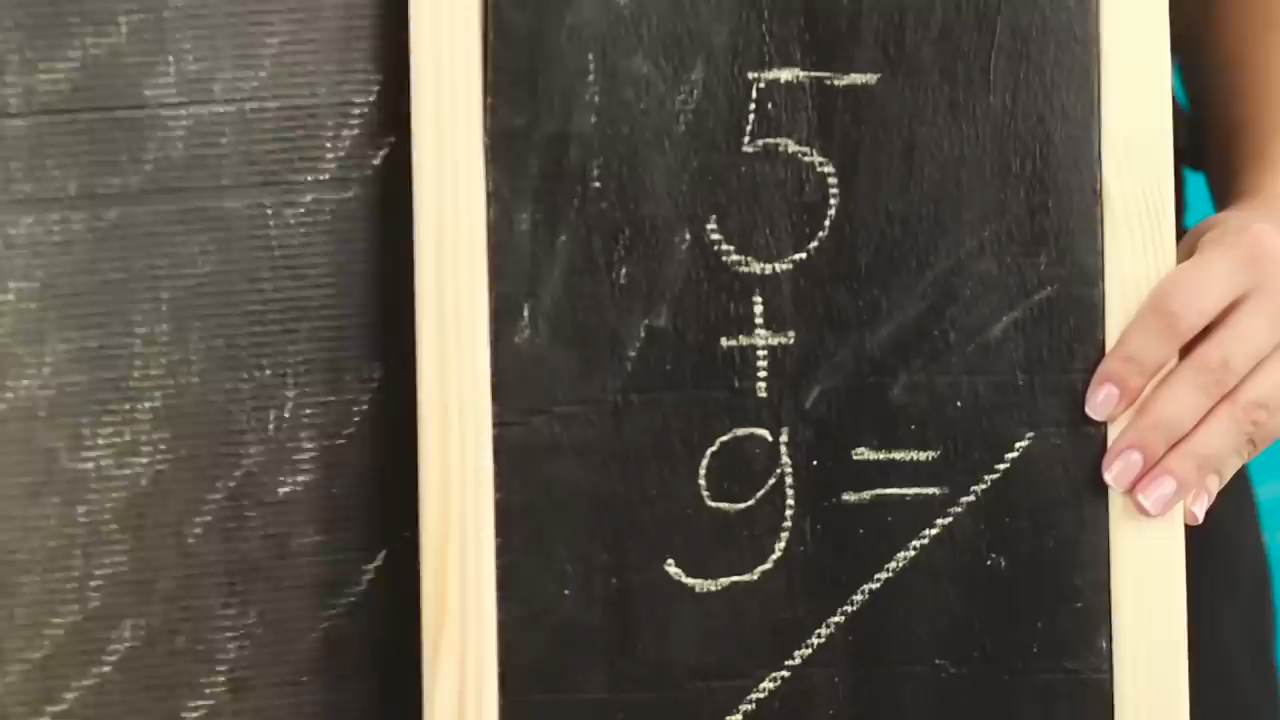 5
+
9 =